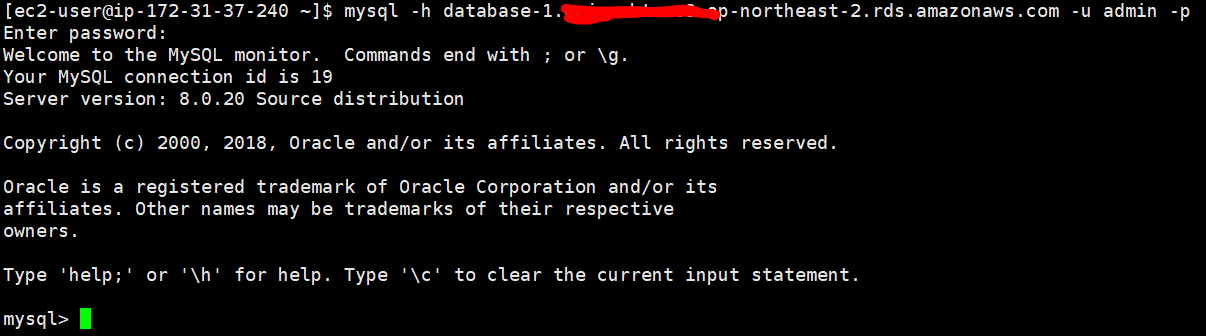 [ec2-user@ip-172-31-37-240 ~]$ mysql -h database-1. ap-northeast-2.rds.amazonaws.com -u admin -p
Enter password:
Welcome to the MySQL monitor.  Commands end with ; or \g.
Your MySQL connection id is 19
Server version: 8.0.20 Source distribution
Copyright (c) 2000, 2018, Oracle and/or its affiliates. All rights reserved.
Oracle is a registered trademark of Oracle Corporation and/or its
affiliates. Other names may be trademarks of their respective
owners.
Type 'help;' or '\h' for help. Type '\c' to clear the current input statement.
mysql>